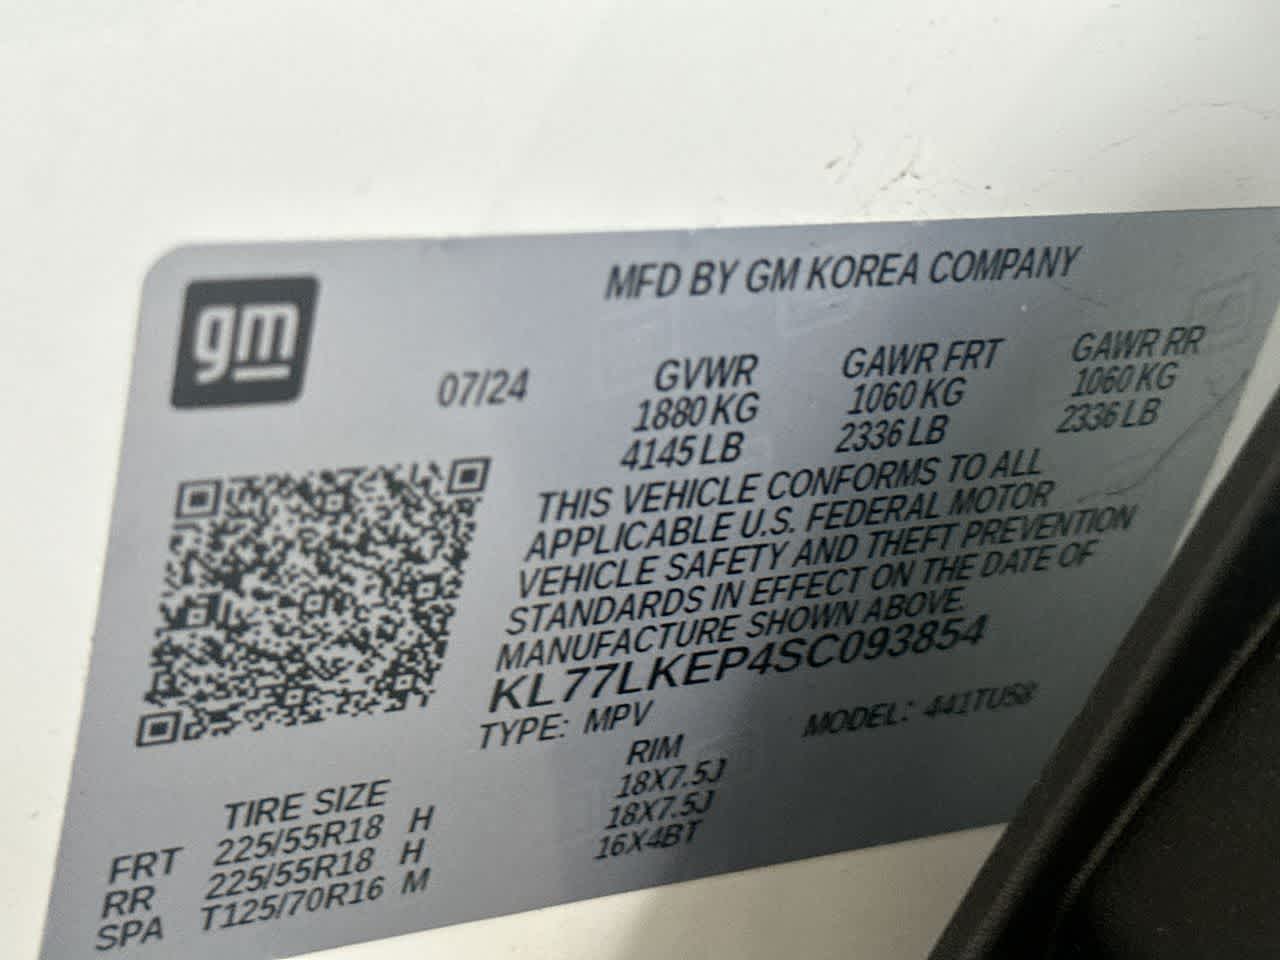 gm
MFD BY GM KOREA COMPANY
07/24
GVWR GAWR FRT GAWR RR
1880 KG 1060 KG 1060 KG
4145 LB 2336 LB 2336 LB
THIS VEHICLE CONFORMS TO ALL
APPLICABLE U.S. FEDERAL MOTOR
VEHICLE SAFETY AND THEFT PREVENTION
STANDARDS IN EFFECT ON THE DATE OF
MANUFACTURE SHOWN ABOVE.
KL77LKEP4SC093854
TYPE: MPV MODEL: 441TU58
TIRE SIZE RIM
FRT 225/55R18 H 18X7.5J
RR 225/55R18 H 18X7.5J
SPA T125/70R16 M 16X4BT